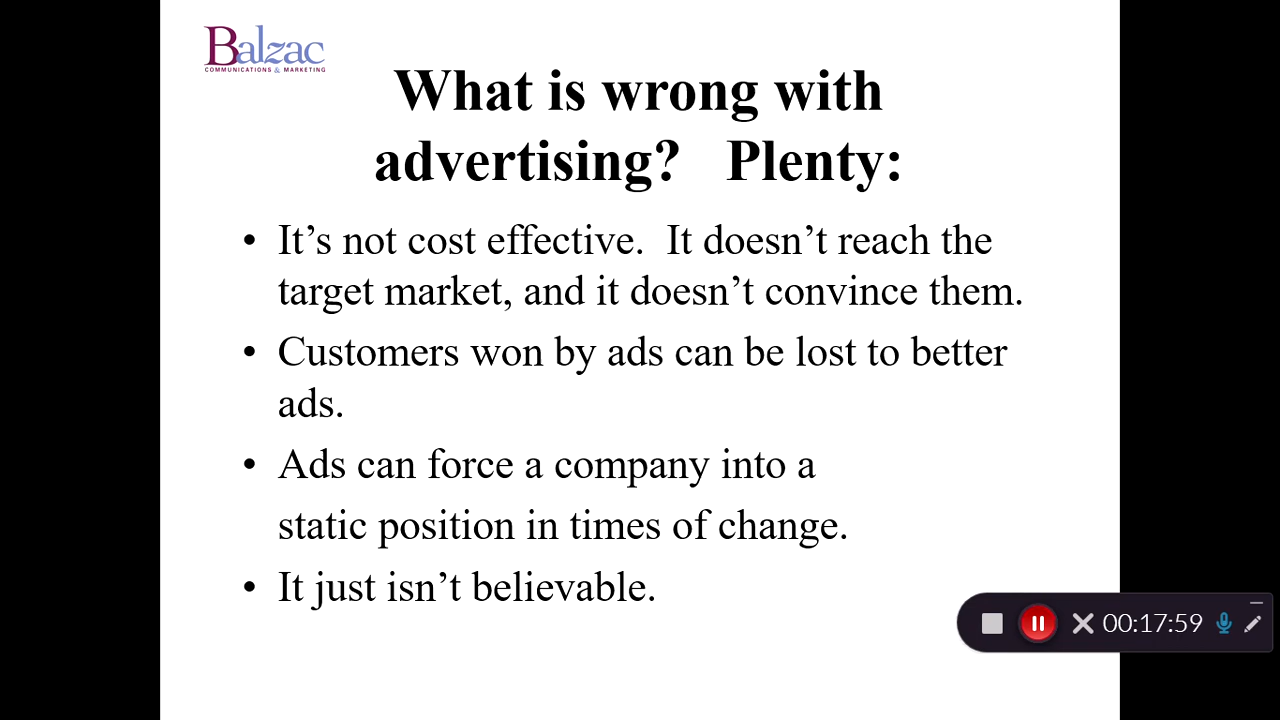 Balzac
COMMUNICATIONS & MARKETING
What is wrong with
advertising? Plenty:
• It’s not cost effective. It doesn’t reach the
target market, and it doesn’t convince them.
• Customers won by ads can be lost to better
ads.
• Ads can force a company into a
static position in times of change.
• It just isn’t believable.
00:17:59